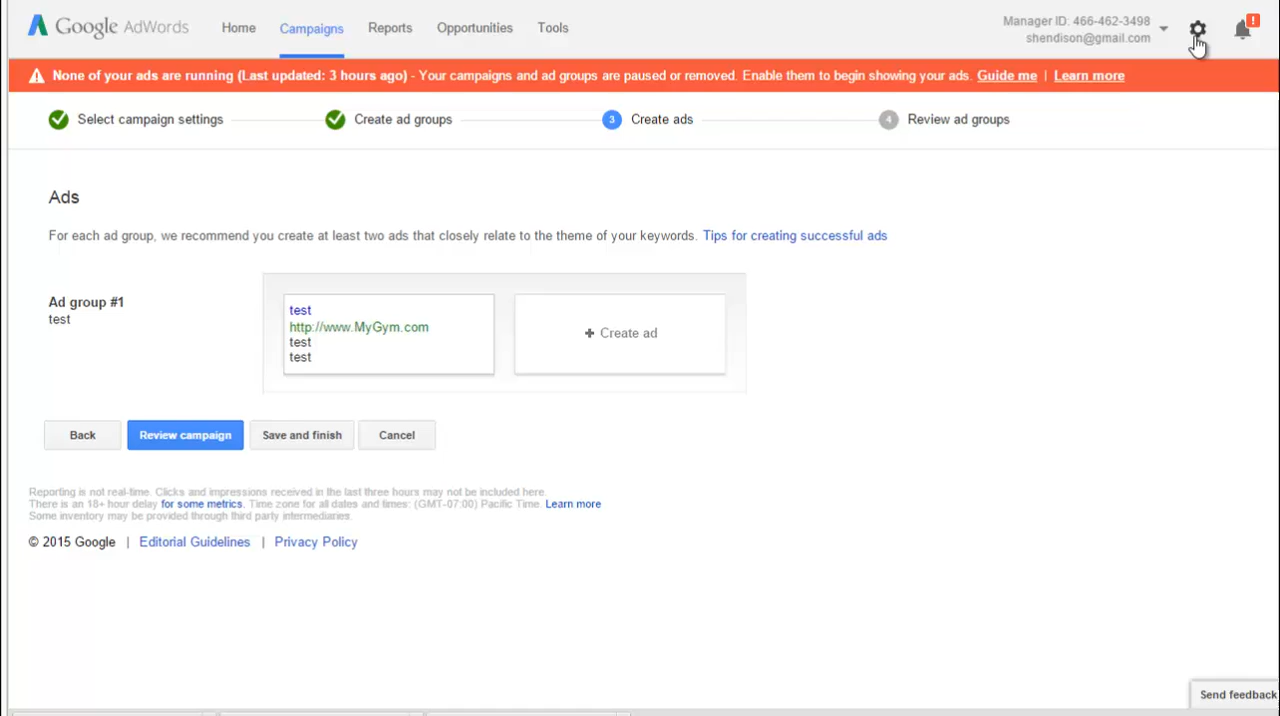 Google AdWords Home Campaigns Reports Opportunities Tools
Manager ID: 466-462-3498
shendison@gmail.com
!
None of your ads are running (Last updated: 3 hours ago) - Your campaigns and ad groups are paused or removed. Enable them to begin showing your ads. Guide me | Learn more
Select campaign settings Create ad groups 3 Create ads 4 Review ad groups
Ads
For each ad group, we recommend you create at least two ads that closely relate to the theme of your keywords. Tips for creating successful ads
Ad group #1
test
test
http://www.MyGym.com
test
test
+ Create ad
Back Review campaign Save and finish Cancel
Reporting is not real-time. Clicks and impressions received in the last three hours may not be included here.
There is an 18+ hour delay for some metrics. Time zone for all dates and times: (GMT-07:00) Pacific Time. Learn more
Some inventory may be provided through third party intermediaries.
© 2015 Google | Editorial Guidelines | Privacy Policy
Send feedback